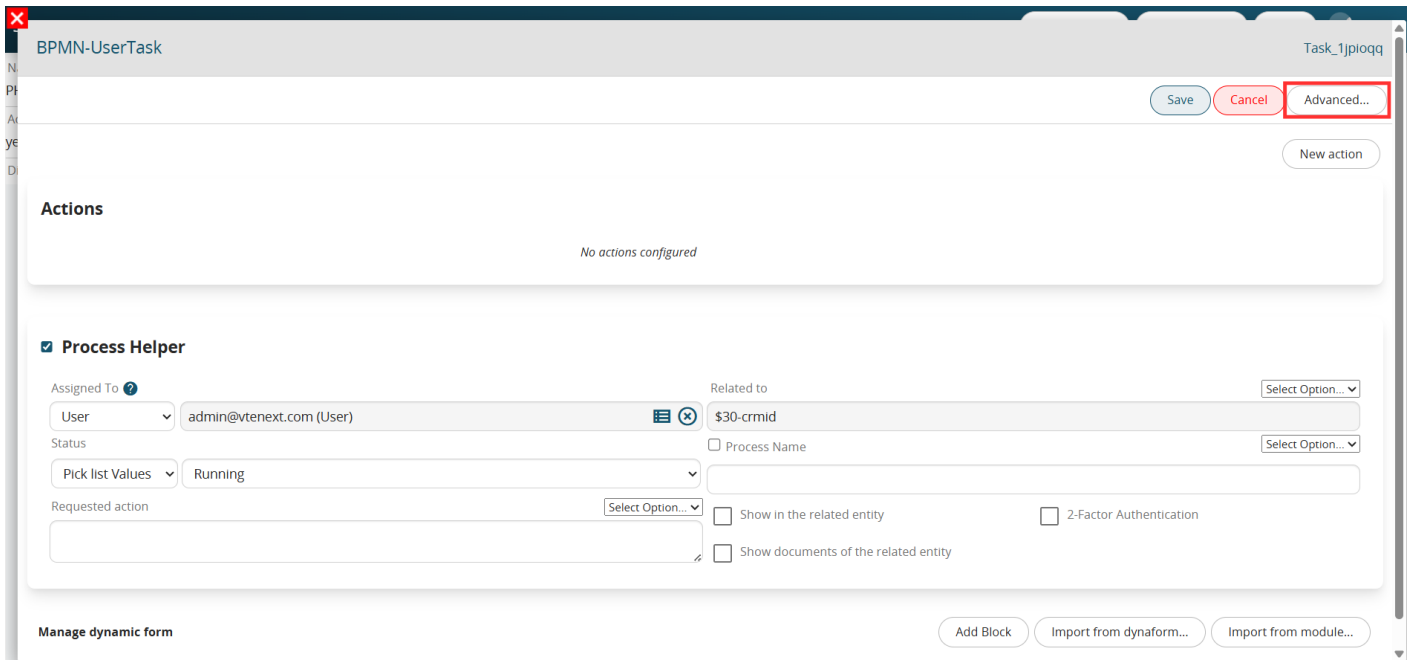 BPMN-UserTask
Task_1jpioqq
Save
Cancel
Advanced...
New action
Actions
No actions configured
Process Helper
Assigned To ?
Related to
Select Option...
User
admin@vtenext.com (User)
$30-crmid
Status
Process Name
Select Option...
Pick list Values
Running
Requested action
Select Option...
Show in the related entity
2-Factor Authentication
Show documents of the related entity
Manage dynamic form
Add Block
Import from dynaform...
Import from module...